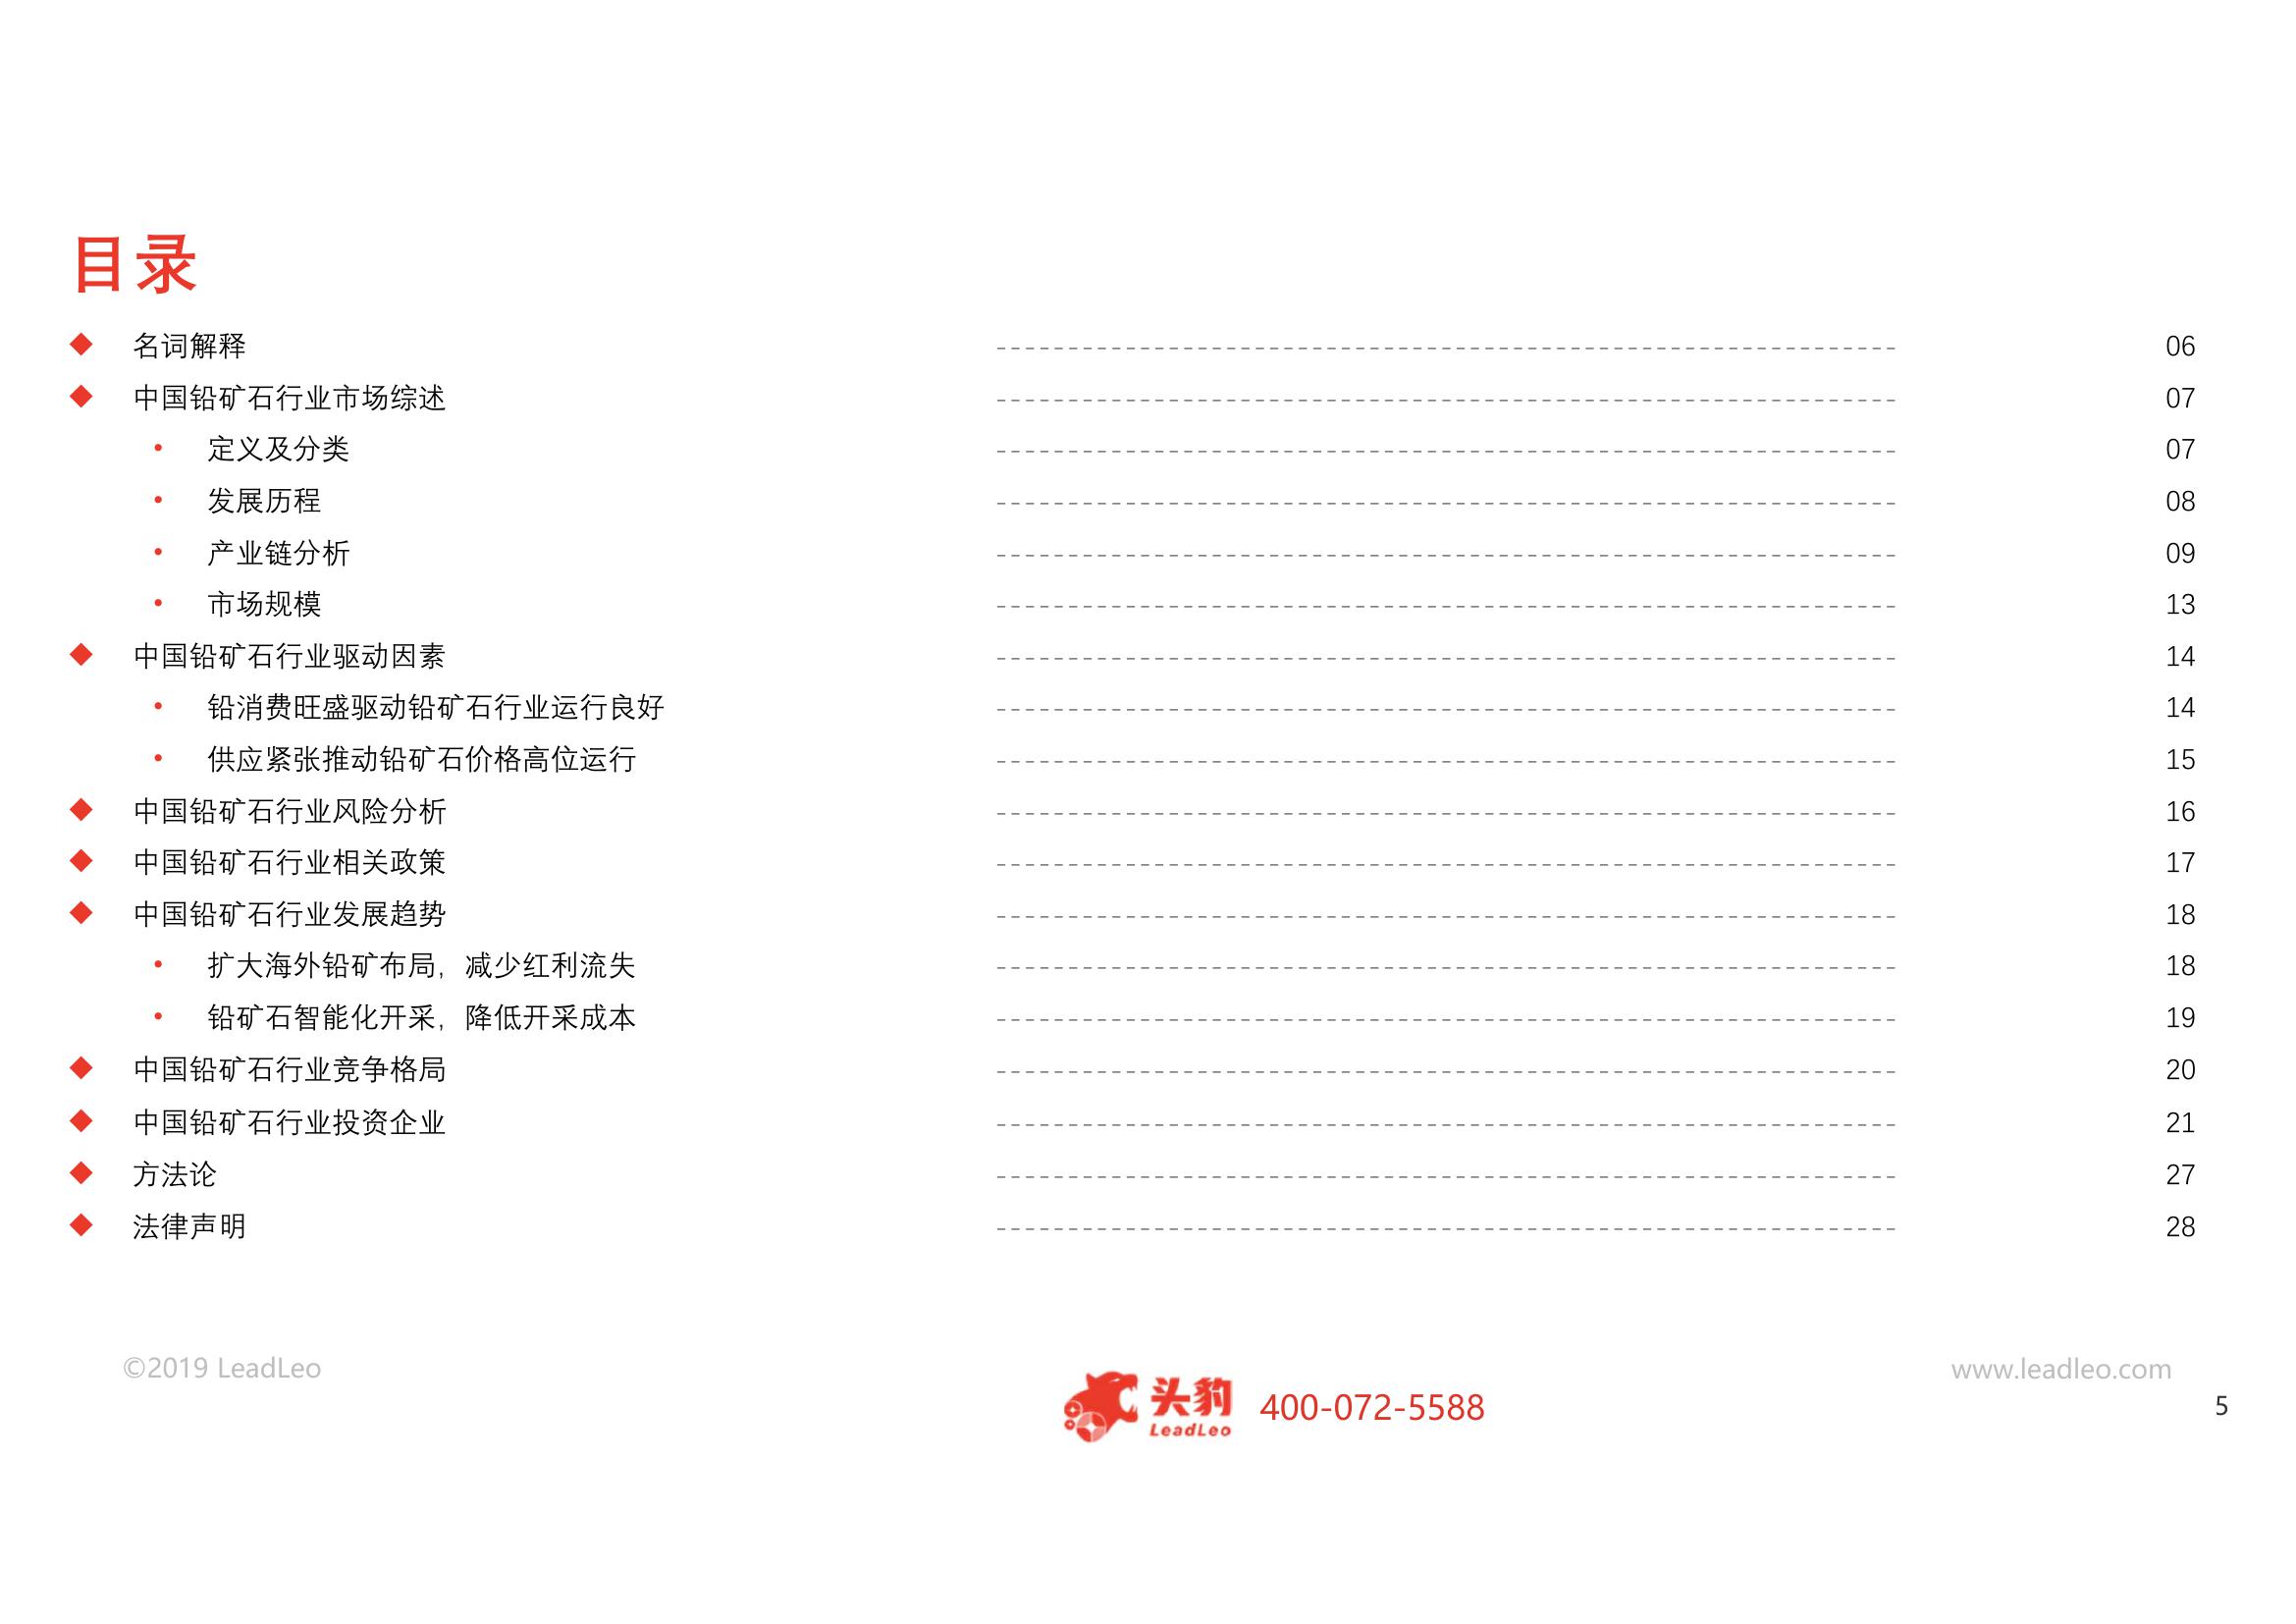 目录
名词解释 06
中国铅矿石行业市场综述 07
定义及分类 07
发展历程 08
产业链分析 09
市场规模 13
中国铅矿石行业驱动因素 14
铅消费旺盛驱动铅矿石行业运行良好 14
供应紧张推动铅矿石价格高位运行 15
中国铅矿石行业风险分析 16
中国铅矿石行业相关政策 17
中国铅矿石行业发展趋势 18
扩大海外铅矿布局，减少红利流失 18
铅矿石智能化开采，降低开采成本 19
中国铅矿石行业竞争格局 20
中国铅矿石行业投资企业 21
方法论 27
法律声明 28
©2019 LeadLeo
www.leadleo.com
头豹
LeadLeo
400-072-5588
5